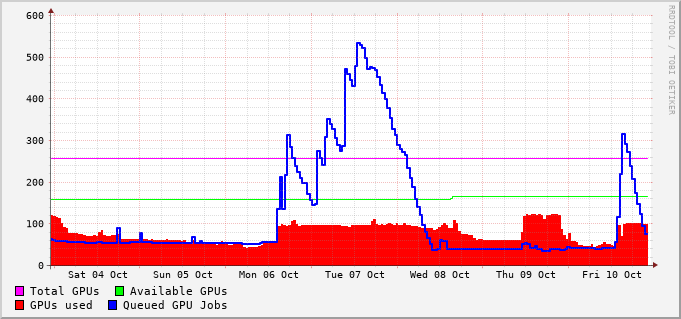 600
500
400
300
200
100
0
Sat 04 Oct Sun 05 Oct Mon 06 Oct Tue 07 Oct Wed 08 Oct Thu 09 Oct Fri 10 Oct
Total GPUs Available GPUs
GPUs used Queued GPU Jobs
RRDTOOL / TOBI OETIKER